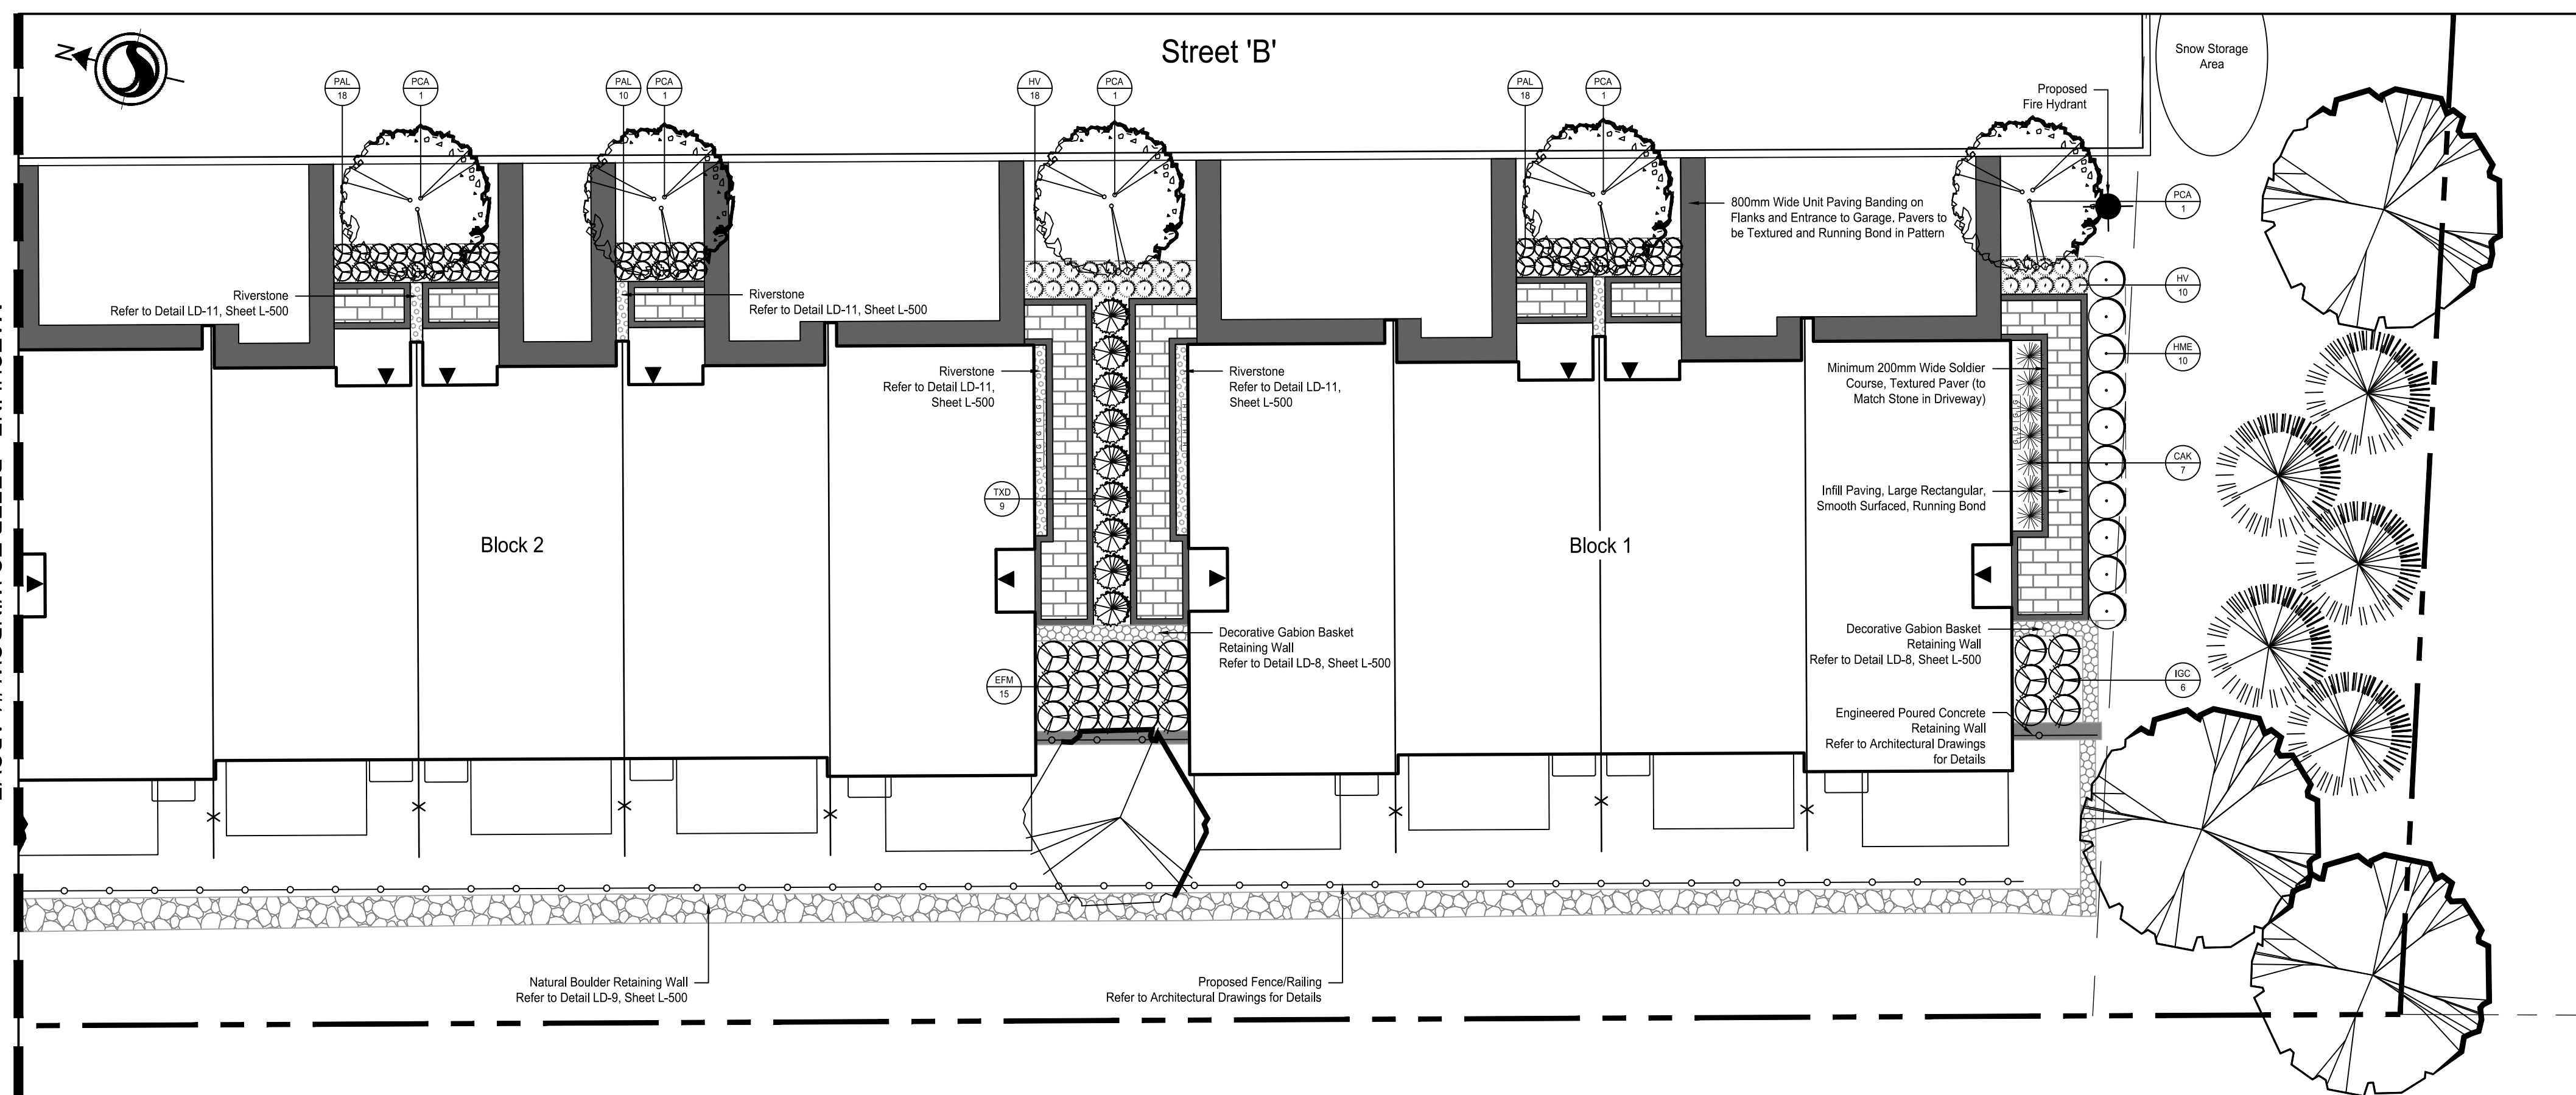 Street 'B'
N
Snow Storage
Area
Proposed
Fire Hydrant
PAL
18
PCA
1
PAL
10
PCA
1
HV
18
PCA
1
PAL
18
PCA
1
PCA
1
800mm Wide Unit Paving Banding on
Flanks and Entrance to Garage. Pavers to
be Textured and Running Bond in Pattern
Riverstone
Refer to Detail LD-11, Sheet L-500
Riverstone
Refer to Detail LD-11, Sheet L-500
HV
10
HME
10
Riverstone
Refer to Detail LD-11,
Sheet L-500
Riverstone
Refer to Detail LD-11,
Sheet L-500
Minimum 200mm Wide Soldier
Course, Textured Paver (to
Match Stone in Driveway)
CAK
7
TXD
9
Infill Paving, Large Rectangular,
Smooth Surfaced, Running Bond
Block 2
Block 1
Decorative Gabion Basket
Retaining Wall
Refer to Detail LD-8, Sheet L-500
Decorative Gabion Basket
Retaining Wall
Refer to Detail LD-8, Sheet L-500
EFM
15
IGC
6
Engineered Poured Concrete
Retaining Wall
Refer to Architectural Drawings
for Details
Natural Boulder Retaining Wall
Refer to Detail LD-9, Sheet L-500
Proposed Fence/Railing
Refer to Architectural Drawings for Details